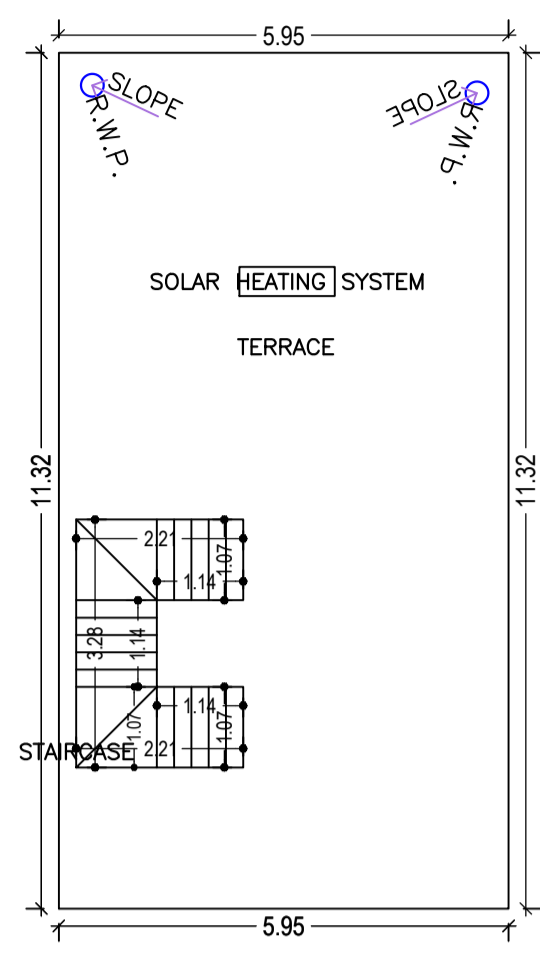 5.95
SLOPE
R.W.P.
SLOPE
R.W.P.
SOLAR HEATING SYSTEM
TERRACE
11.32
11.32
2.21
1.07
1.14
3.28
1.14
1.14
1.07
1.07
STAIRCASE
2.21
5.95